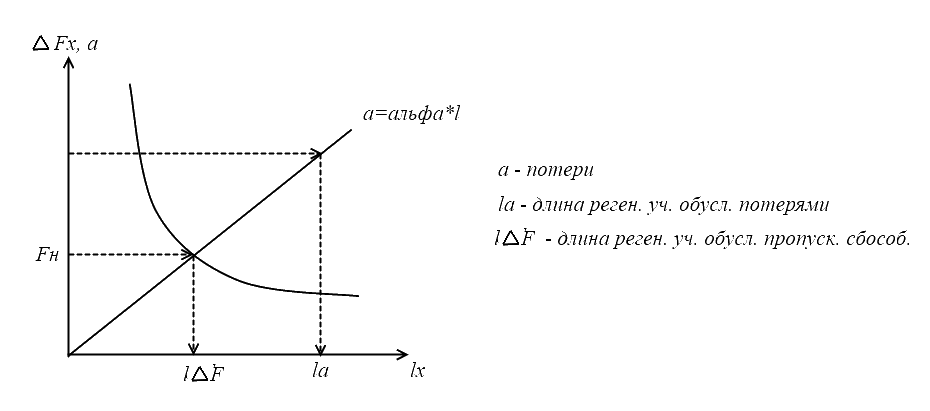 △ Fx, a
a=альфа*l
a - потери
la - длина реген. уч. обусл. потерями
l△F - длина реген. уч. обусл. пропуск. сбособ.
Fн
l△F
la
lx